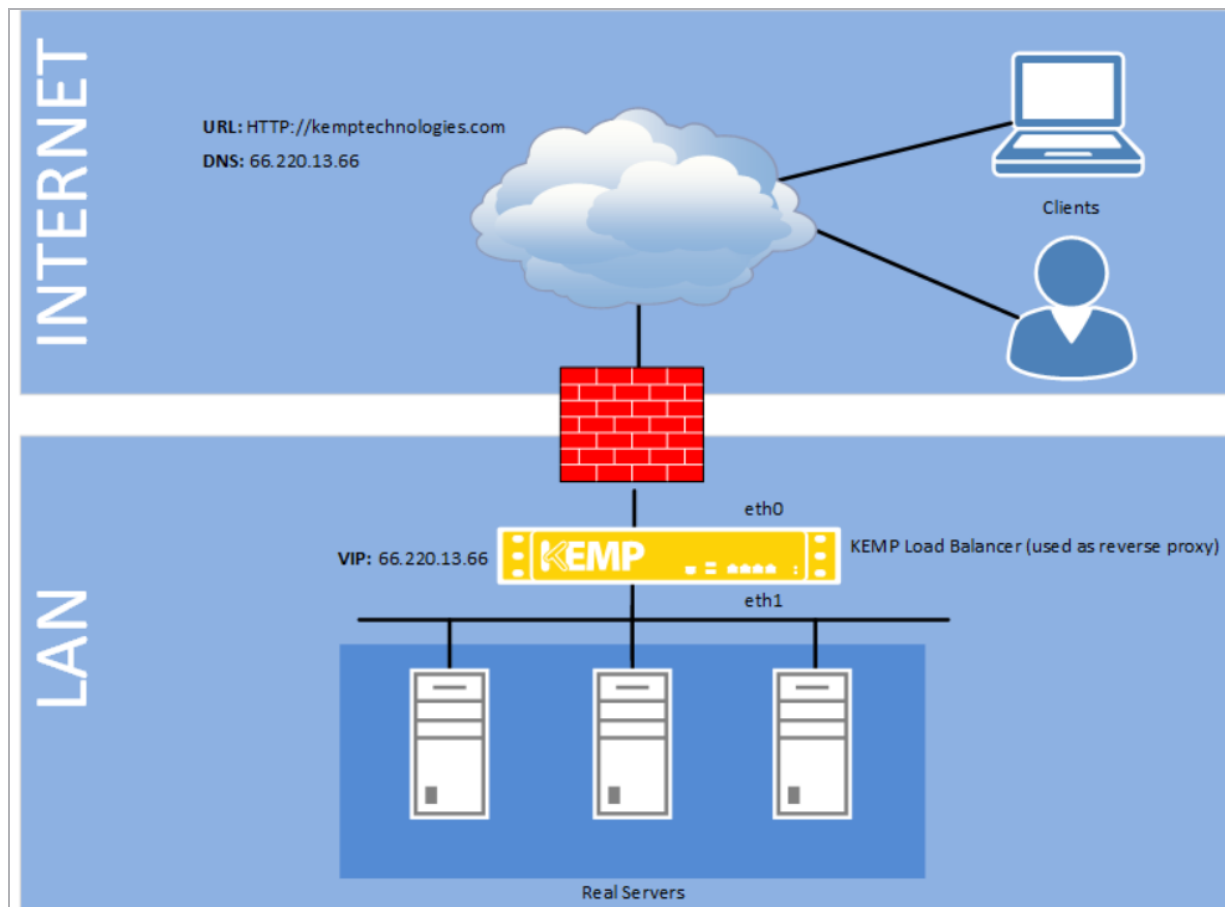 INTERNET
URL: HTTP://kemptechnologies.com
DNS: 66.220.13.66
Clients
LAN
eth0
VIP: 66.220.13.66
KEMP
KEMP Load Balancer (used as reverse proxy)
eth1
Real Servers